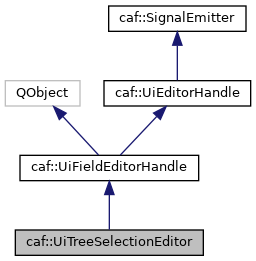 caf::SignalEmitter
QObject
caf::UiEditorHandle
caf::UiFieldEditorHandle
caf::UiTreeSelectionEditor